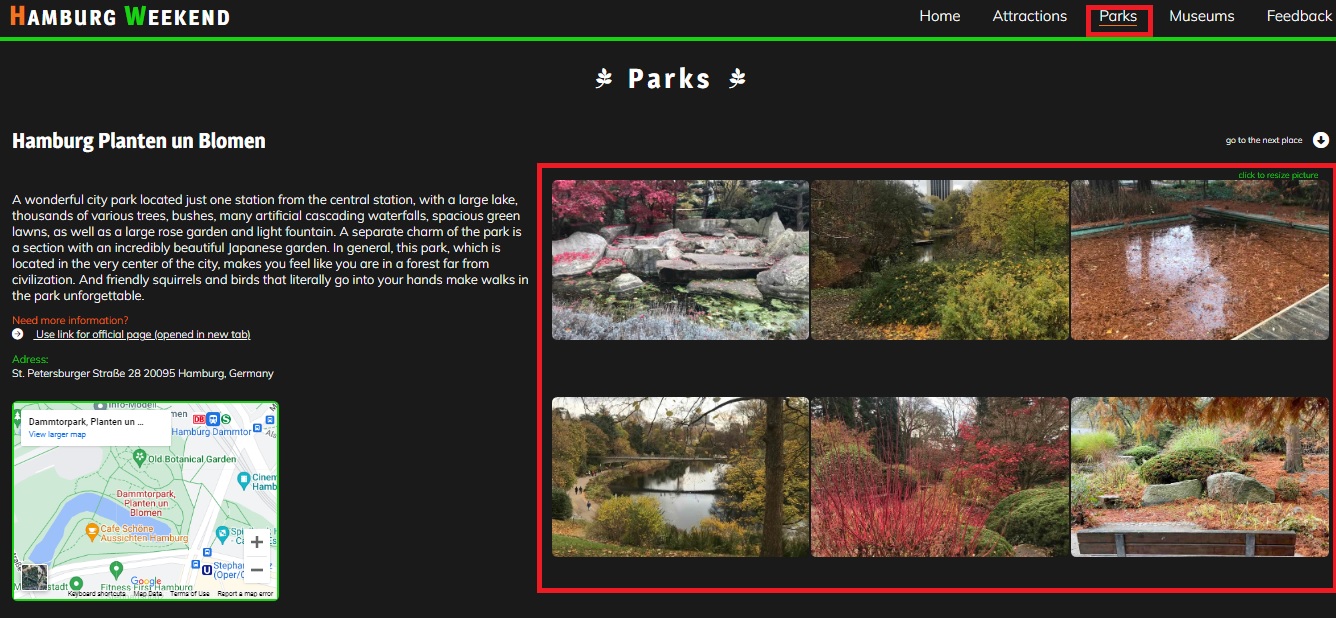 HAMBURG WEEKEND
Home Attractions Parks Museums Feedback
Parks
Hamburg Planten un Blomen
go to the next place
click to resize picture
A wonderful city park located just one station from the central station, with a large lake,
thousands of various trees, bushes, many artificial cascading waterfalls, spacious green
lawns, as well as a large rose garden and light fountain. A separate charm of the park is
a section with an incredibly beautiful Japanese garden. In general, this park, which is
located in the very center of the city, makes you feel like you are in a forest far from
civilization. And friendly squirrels and birds that literally go into your hands make walks in
the park unforgettable.
Need more information?
Use link for official page (opened in new tab)
Adress:
St. Petersburger Straße 28 20095 Hamburg, Germany
Dammtorpark, Planten un ...
View larger map
DB
S
Hamburg Dammtor
Old Botanical Garden
Dammtorpark,
Planten un
Blomen
Cafe Schöne
Aussichten Hamburg
+
U
−
Fitness First Hamburg
Google
Keyboard shortcuts Map Data Terms of Use Report a map error